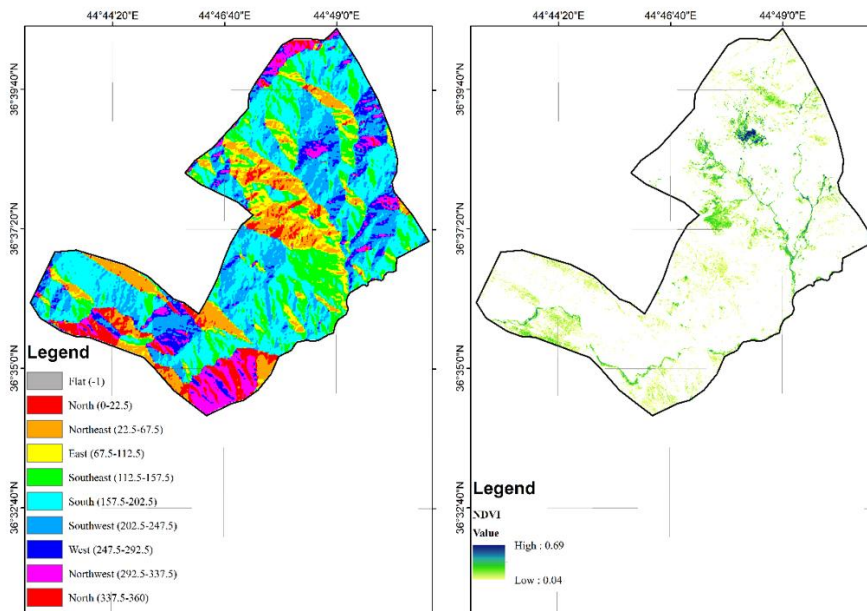 44°44'20"E 44°46'40"E 44°49'0"E
36°39'40"N
36°37'20"N
36°35'0"N
36°32'40"N
Legend
Flat (-1)
North (0-22.5)
Northeast (22.5-67.5)
East (67.5-112.5)
Southeast (112.5-157.5)
South (157.5-202.5)
Southwest (202.5-247.5)
West (247.5-292.5)
Northwest (292.5-337.5)
North (337.5-360)
44°44'20"E 44°46'40"E 44°49'0"E
36°39'40"N
36°37'20"N
36°35'0"N
36°32'40"N
Legend
NDVI
Value
High : 0.69
Low : 0.04